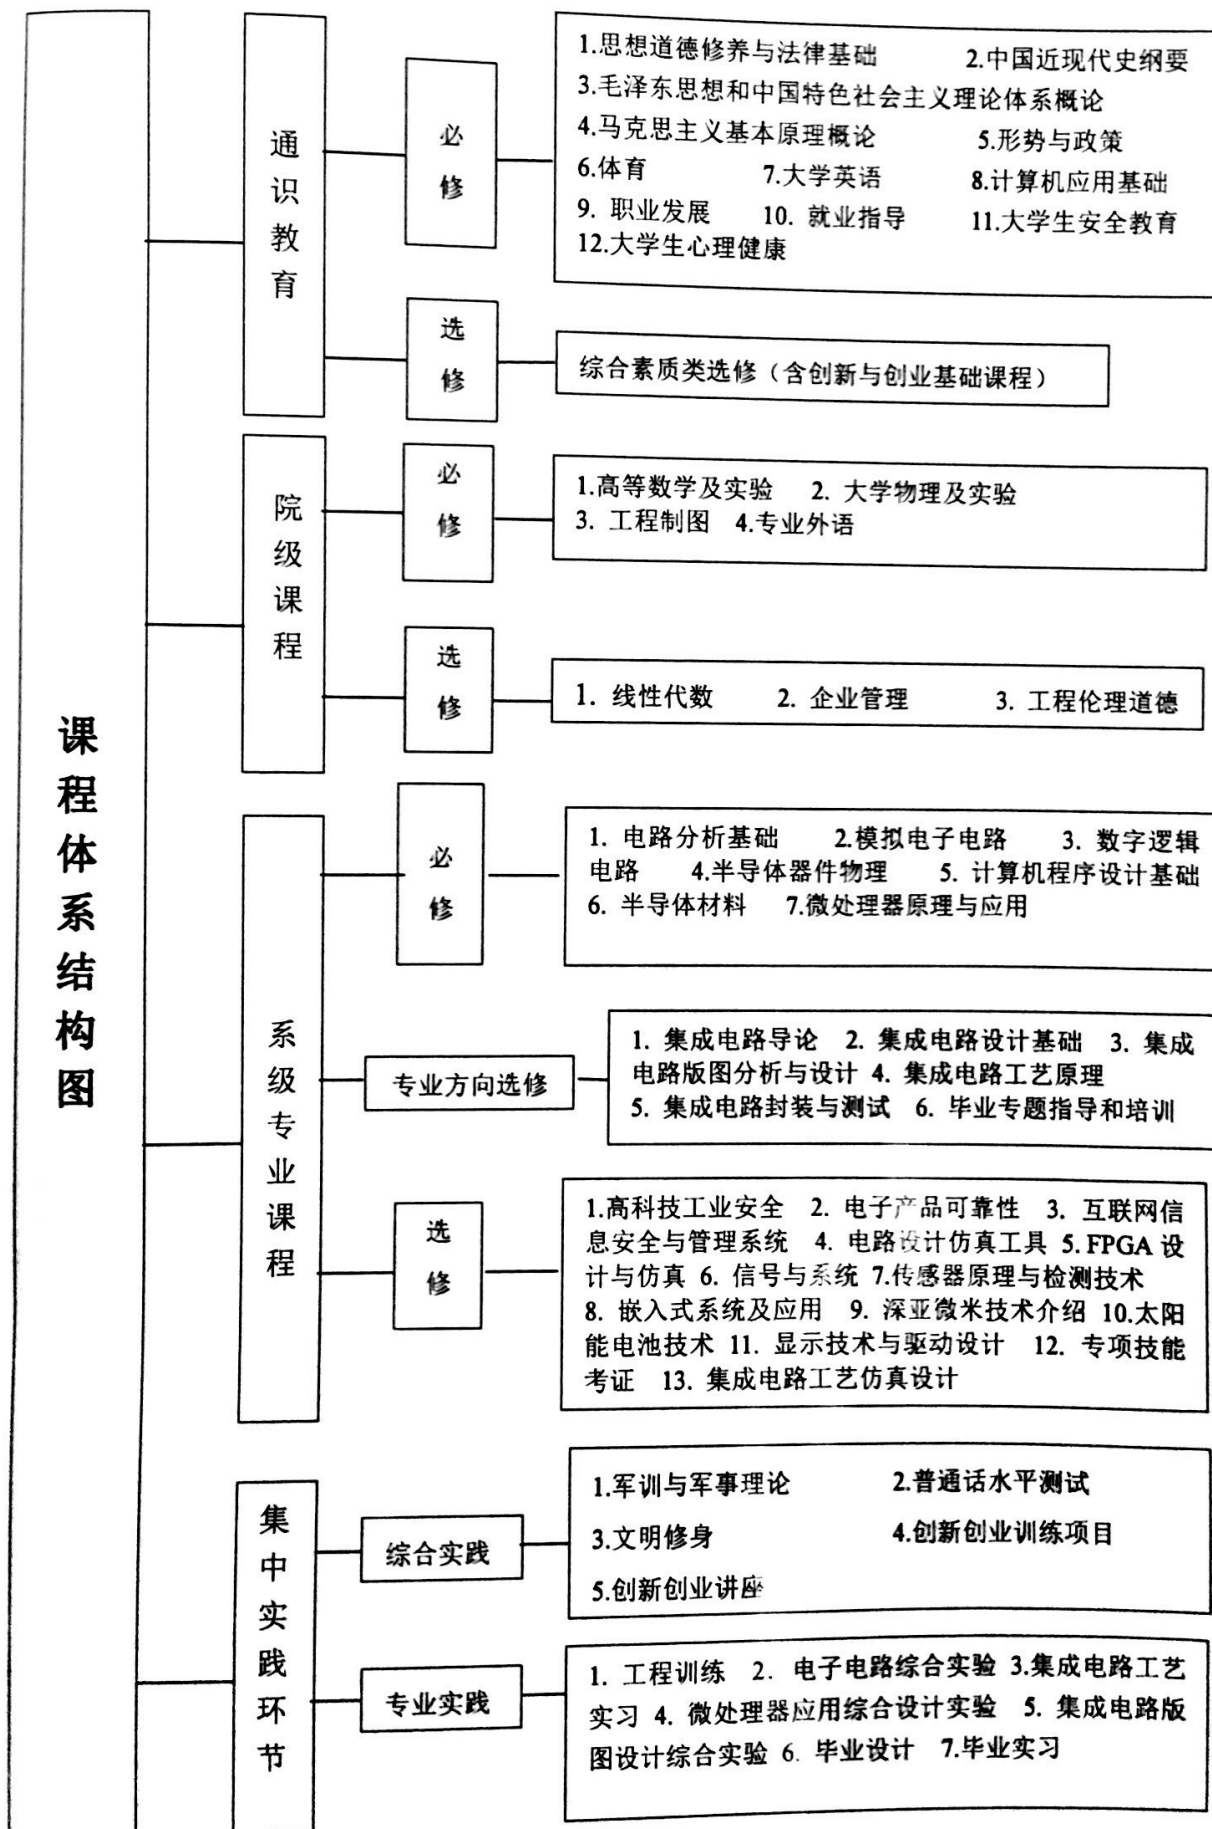 课程体系结构图
通识教育
必修
1.思想道德修养与法律基础 2.中国近现代史纲要
3.毛泽东思想和中国特色社会主义理论体系概论
4.马克思主义基本原理概论 5.形势与政策
6.体育 7.大学英语 8.计算机应用基础
9. 职业发展 10. 就业指导 11.大学生安全教育
12.大学生心理健康
选修
综合素质类选修（含创新与创业基础课程）
院级课程
必修
1.高等数学及实验 2. 大学物理及实验
3. 工程制图 4.专业外语
选修
1. 线性代数 2. 企业管理 3. 工程伦理道德
系级专业课程
必修
1. 电路分析基础 2.模拟电子电路 3. 数字逻辑
电路 4.半导体器件物理 5. 计算机程序设计基础
6. 半导体材料 7.微处理器原理与应用
专业方向选修
1. 集成电路导论 2. 集成电路设计基础 3. 集成
电路版图分析与设计 4. 集成电路工艺原理
5. 集成电路封装与测试 6. 毕业专题指导和培训
选修
1.高科技工业安全 2. 电子产品可靠性 3. 互联网信
息安全与管理系统 4. 电路设计仿真工具 5. FPGA 设
计与仿真 6. 信号与系统 7.传感器原理与检测技术
8. 嵌入式系统及应用 9. 深亚微米技术介绍 10.太阳
能电池技术 11. 显示技术与驱动设计 12. 专项技能
考证 13. 集成电路工艺仿真设计
集中实践环节
综合实践
1.军训与军事理论 2.普通话水平测试
3.文明修身 4.创新创业训练项目
5.创新创业讲座
专业实践
1. 工程训练 2. 电子电路综合实验 3.集成电路工艺
实习 4. 微处理器应用综合设计实验 5. 集成电路版
图设计综合实验 6. 毕业设计 7.毕业实习